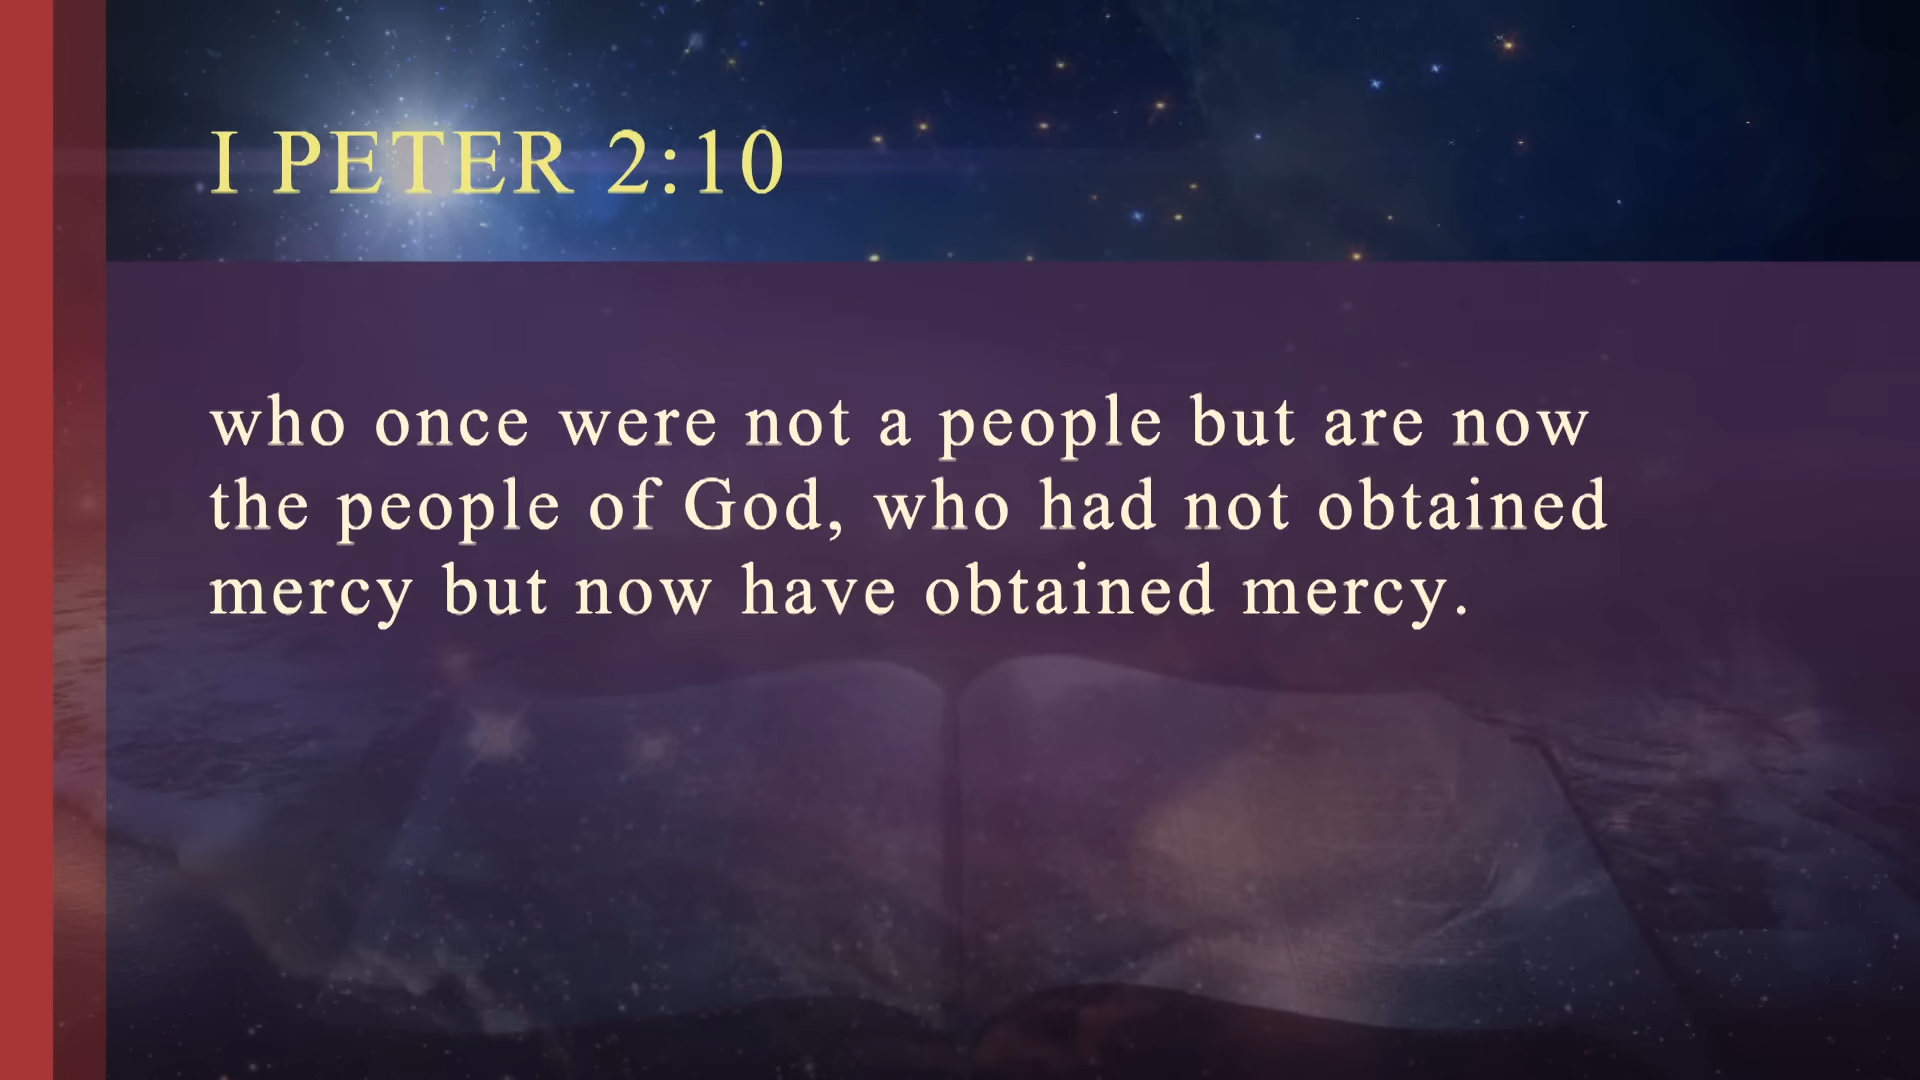 I PETER 2:10
who once were not a people but are now
the people of God, who had not obtained
mercy but now have obtained mercy.